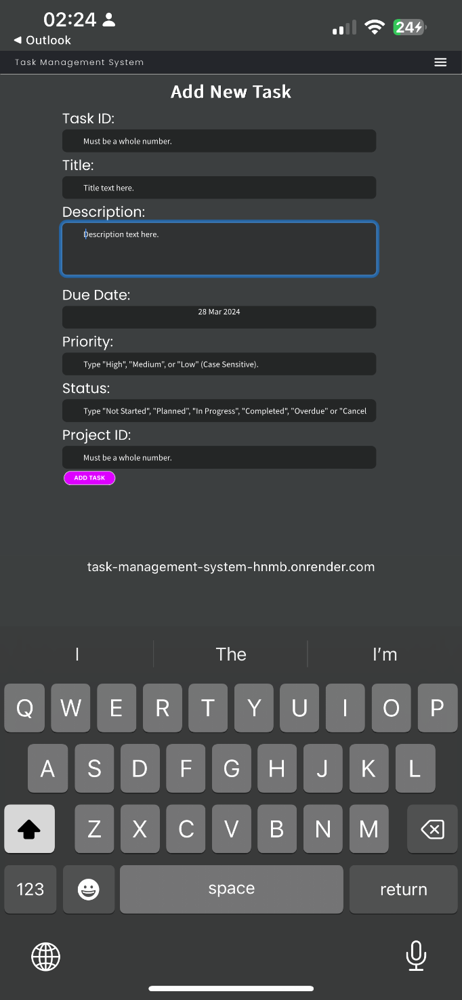 02:24
24
Outlook
Task Management System
Add New Task
Task ID:
Must be a whole number.
Title:
Title text here.
Description:
Description text here.
Due Date:
28 Mar 2024
Priority:
Type "High", "Medium", or "Low" (Case Sensitive).
Status:
Type "Not Started", "Planned", "In Progress", "Completed", "Overdue" or "Cancel
Project ID:
Must be a whole number.
ADD TASK
task-management-system-hnmb.onrender.com
I The I'm
Q W E R T Y U I O P
A S D F G H J K L
Z X C V B N M
123 space return